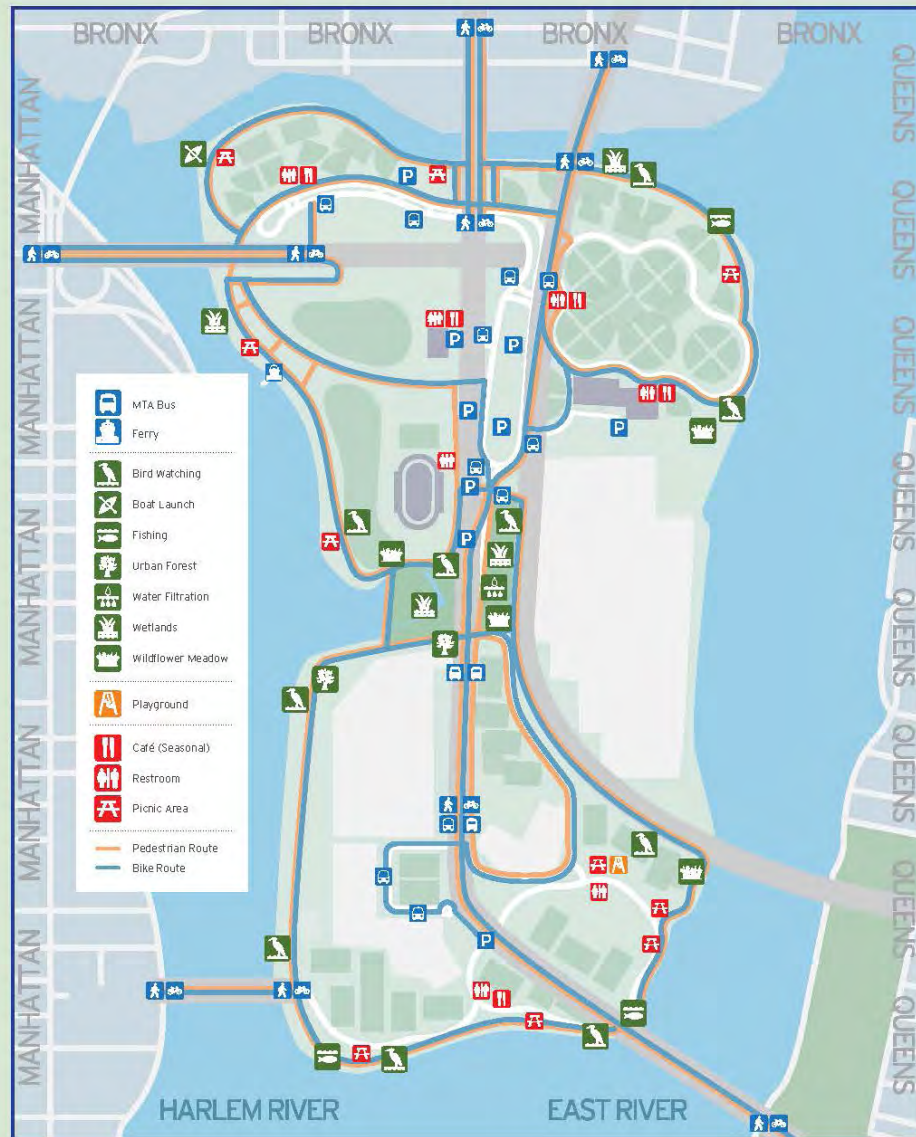 BRONX BRONX BRONX BRONX
MANHATTAN
MANHATTAN
MANHATTAN
MANHATTAN
MANHATTAN
MANHATTAN
QUEENS
QUEENS
QUEENS
QUEENS
QUEENS
QUEENS
QUEENS
QUEENS
P
P
P
P
P
P
P
P
P
P
MTA Bus
Ferry
Bird Watching
Boat Launch
Fishing
Urban Forest
Water Filtration
Wetlands
Wildflower Meadow
Playground
Café (Seasonal)
Restroom
Picnic Area
Pedestrian Route
Bike Route
HARLEM RIVER
EAST RIVER